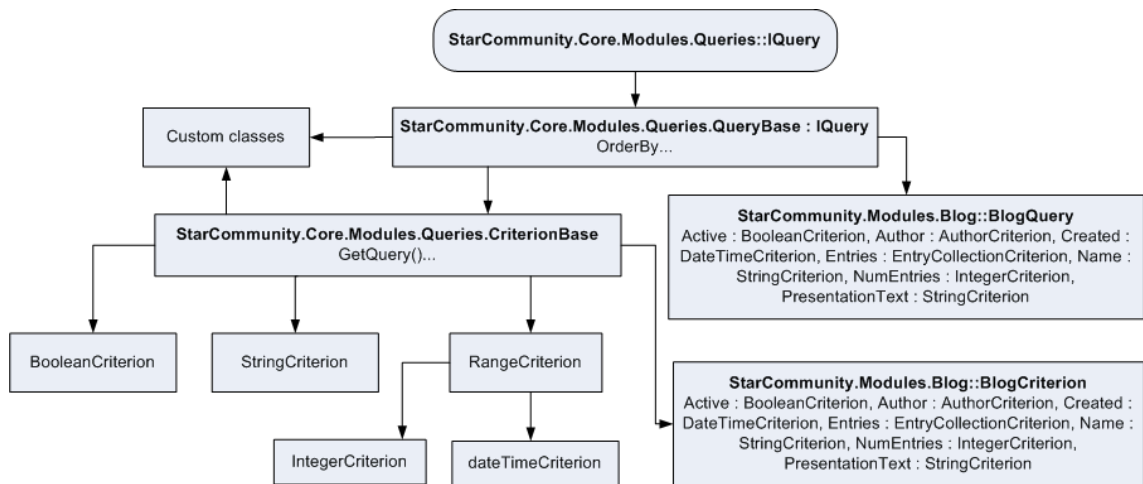 StarCommunity.Core.Modules.Queries::IQuery
Custom classes
StarCommunity.Core.Modules.Queries.QueryBase : IQuery
OrderBy...
StarCommunity.Core.Modules.Queries.CriterionBase
GetQuery()...
StarCommunity.Modules.Blog::BlogQuery
Active : BooleanCriterion, Author : AuthorCriterion, Created :
DateTimeCriterion, Entries : EntryCollectionCriterion, Name :
StringCriterion, NumEntries : IntegerCriterion,
PresentationText : StringCriterion
BooleanCriterion
StringCriterion
RangeCriterion
StarCommunity.Modules.Blog::BlogCriterion
Active : BooleanCriterion, Author : AuthorCriterion, Created :
DateTimeCriterion, Entries : EntryCollectionCriterion, Name :
StringCriterion, NumEntries : IntegerCriterion,
PresentationText : StringCriterion
IntegerCriterion
dateTimeCriterion